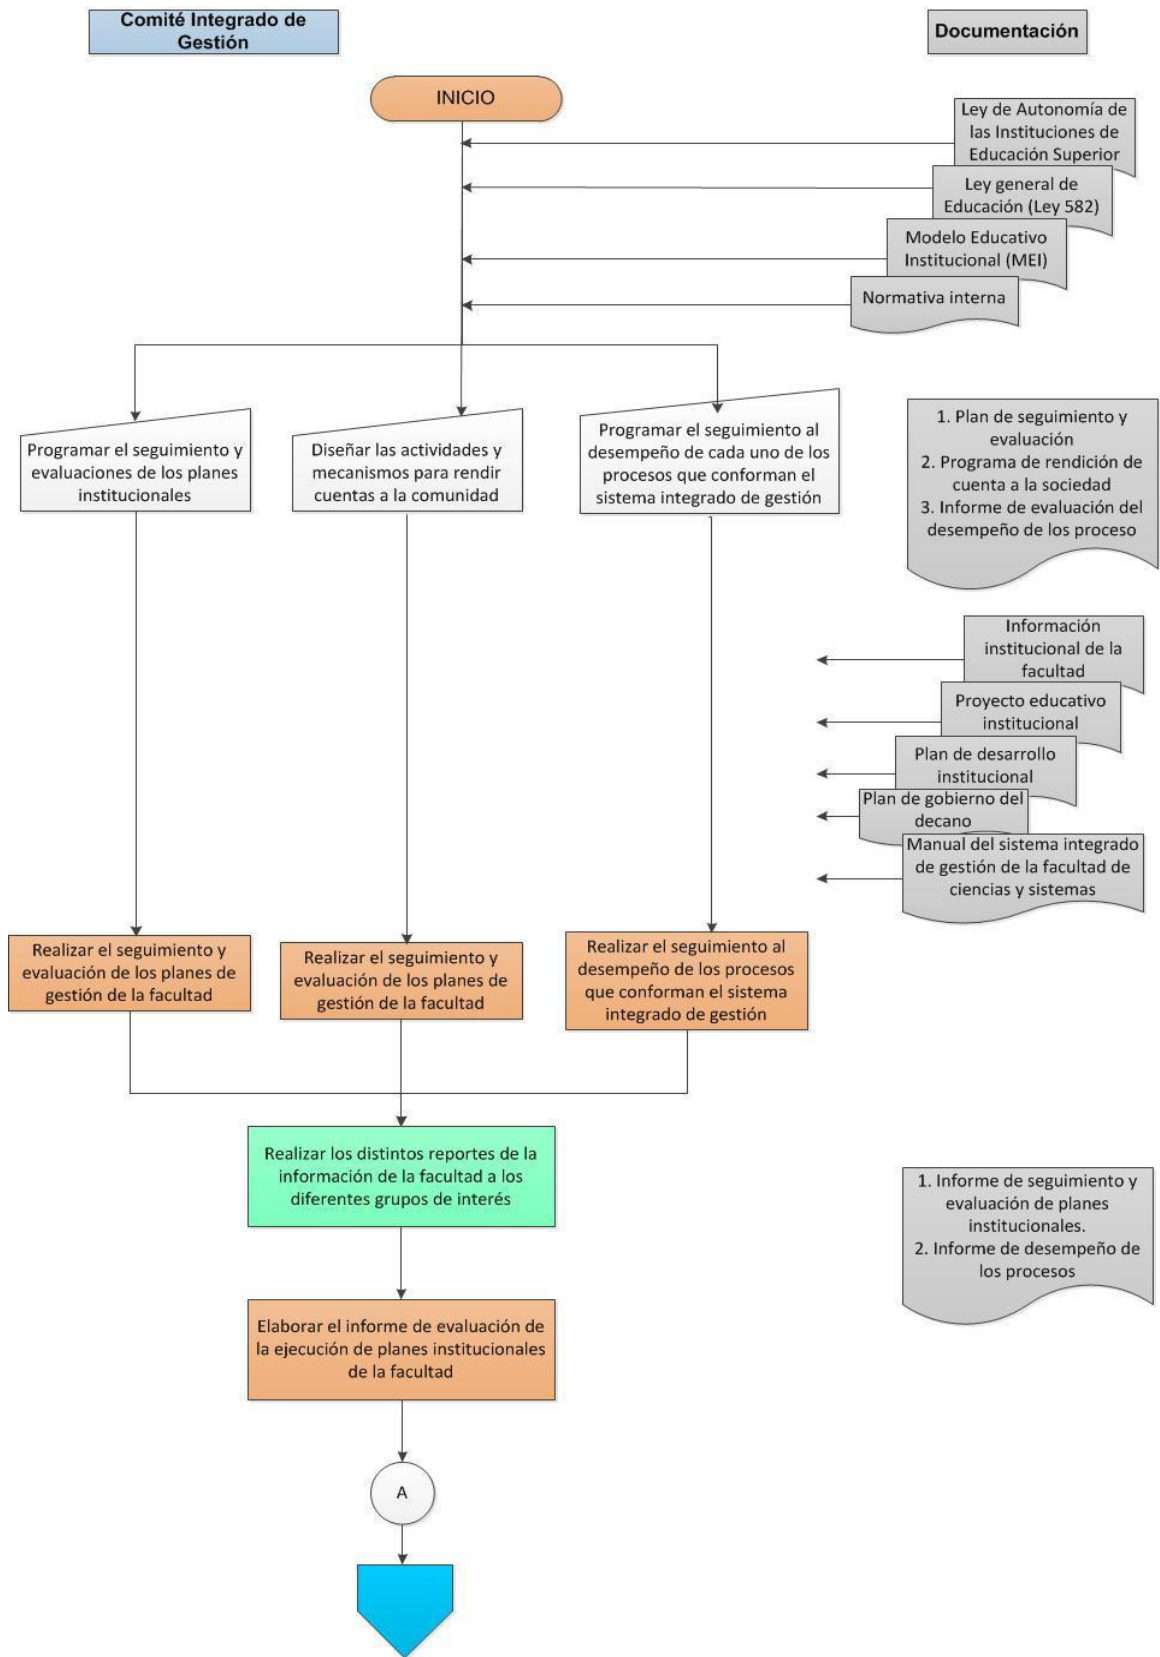 Comité Integrado de
Gestión
Documentación
INICIO
Ley de Autonomía de
las Instituciones de
Educación Superior
Ley general de
Educación (Ley 582)
Modelo Educativo
Institucional (MEI)
Normativa interna
Programar el seguimiento y
evaluaciones de los planes
institucionales
Diseñar las actividades y
mecanismos para rendir
cuentas a la comunidad
Programar el seguimiento al
desempeño de cada uno de los
procesos que conforman el
sistema integrado de gestión
1. Plan de seguimiento y
evaluación
2. Programa de rendición de
cuenta a la sociedad
3. Informe de evaluación del
desempeño de los proceso
Información
institucional de la
facultad
Proyecto educativo
institucional
Plan de desarrollo
institucional
Plan de gobierno del
decano
Manual del sistema integrado
de gestión de la facultad de
ciencias y sistemas
Realizar el seguimiento y
evaluación de los planes de
gestión de la facultad
Realizar el seguimiento y
evaluación de los planes de
gestión de la facultad
Realizar el seguimiento al
desempeño de los procesos
que conforman el sistema
integrado de gestión
Realizar los distintos reportes de la
información de la facultad a los
diferentes grupos de interés
1. Informe de seguimiento y
evaluación de planes
institucionales.
2. Informe de desempeño de
los procesos
Elaborar el informe de evaluación de
la ejecución de planes institucionales
de la facultad
A